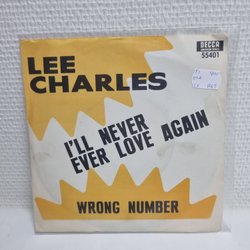 LEE
CHARLES
DECCA
55401
I'LL NEVER
EVER LOVE AGAIN
WRONG NUMBER